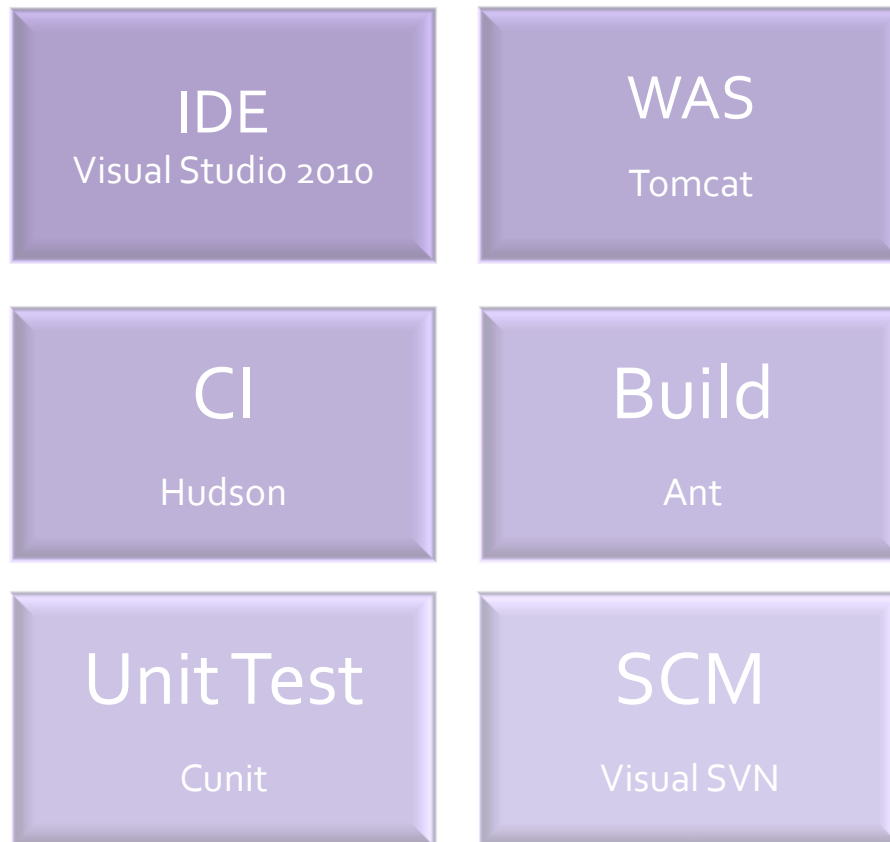 IDE
Visual Studio 2010
WAS
Tomcat
CI
Hudson
Build
Ant
Unit Test
Cunit
SCM
Visual SVN